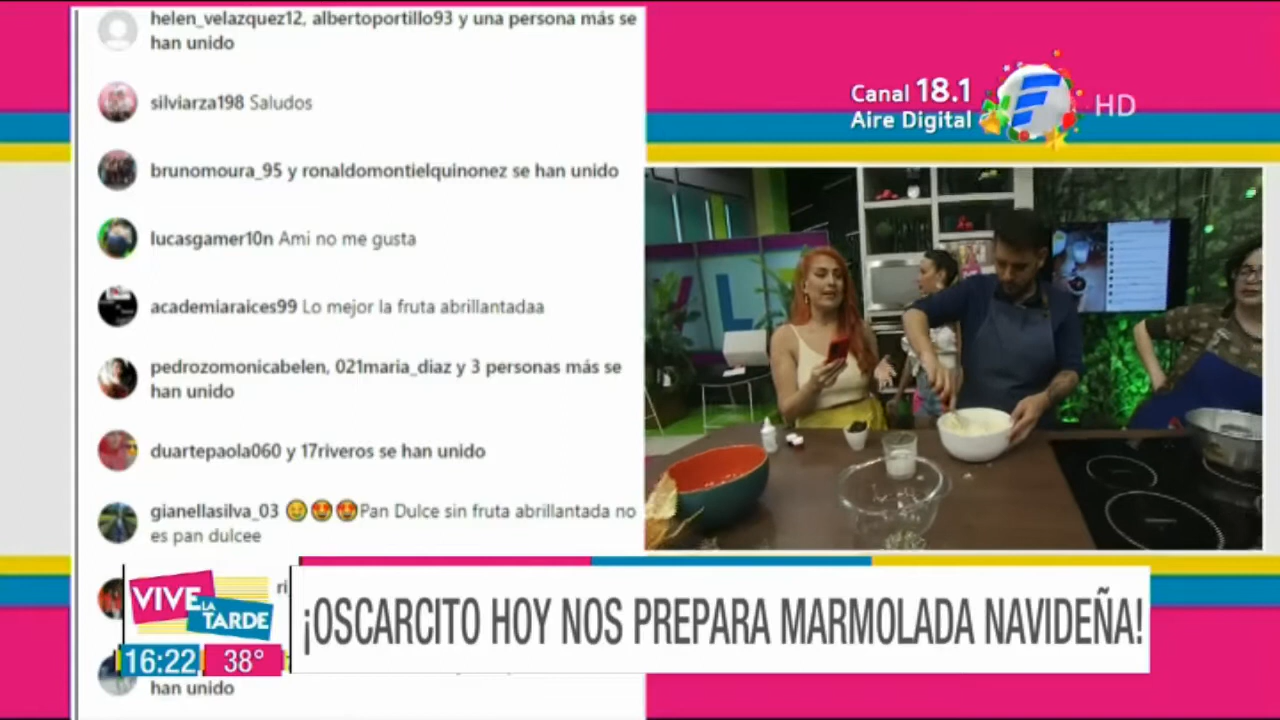 helen_velazquez12, albertoportillo93 y una persona más se
han unido
silviarza198 Saludos
brunomoura_95 y ronaldomontielquinonez se han unido
lucasgamer10n Ami no me gusta
academiaraices99 Lo mejor la fruta abrillantadaa
pedrozomonicabelen, 021maria_diaz y 3 personas más se
han unido
duartepaola060 y 17riveros se han unido
gianellasilva_03 😊😍😍Pan Dulce sin fruta abrillantada no
es pan dulcee
ri
han unido
Canal 18.1
Aire Digital
HD
VIVE
LA
TARDE
16:22 38°
¡OSCARCITO HOY NOS PREPARA MARMOLADA NAVIDEÑA!